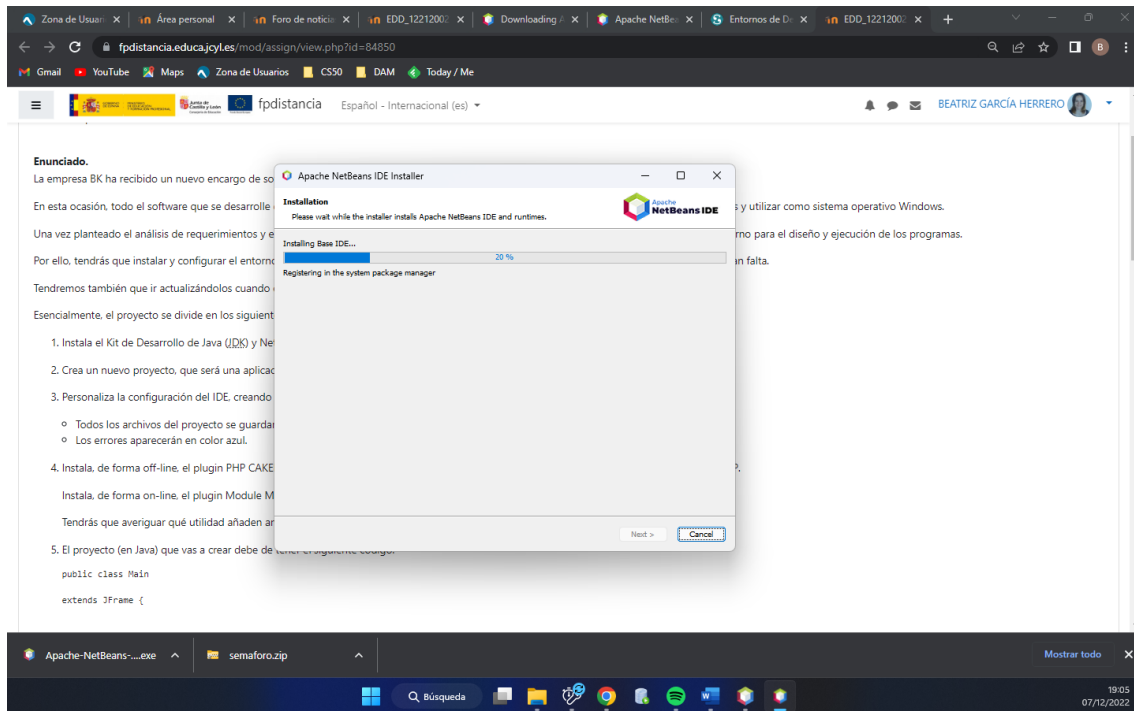 Zona de Usuari
Área personal
Foro de noticia
EDD_12212002
Downloading A
Apache NetBea
Entornos de De
EDD_12212002
fpdistancia.educa.jcyl.es/mod/assign/view.php?id=84850
B
Gmail
YouTube
Maps
Zona de Usuarios
CS50
DAM
Today / Me
Junta de
Castilla y León
fpdistancia
Español - Internacional (es)
BEATRIZ GARCÍA HERRERO
Enunciado.
La empresa BK ha recibido un nuevo encargo de so
En esta ocasión, todo el software que se desarrolle
s y utilizar como sistema operativo Windows.
Una vez planteado el análisis de requerimientos y e
rno para el diseño y ejecución de los programas.
Por ello, tendrás que instalar y configurar el entorno
an falta.
Tendremos también que ir actualizándolos cuando
Esencialmente, el proyecto se divide en los siguient
1. Instala el Kit de Desarrollo de Java (JDK) y Ne
2. Crea un nuevo proyecto, que será una aplicac
3. Personaliza la configuración del IDE. creando
Todos los archivos del proyecto se guardar
Los errores aparecerán en color azul.
4. Instala, de forma off-line, el plugin PHP CAKE
P.
Instala, de forma on-line, el plugin Module M
Tendrás que averiguar qué utilidad añaden ar
5. El proyecto (en Java) que vas a crear debe de tener el siguiente código:
public class Main
extends JFrame {
Apache NetBeans IDE Installer
Installation
Please wait while the installer installs Apache NetBeans IDE and runtimes.
Apache
NetBeans IDE
Installing Base IDE...
20 %
Registering in the system package manager
Next >
Cancel
Apache-NetBeans-....exe
semaforo.zip
Mostrar todo
Búsqueda
19:05
07/12/2022